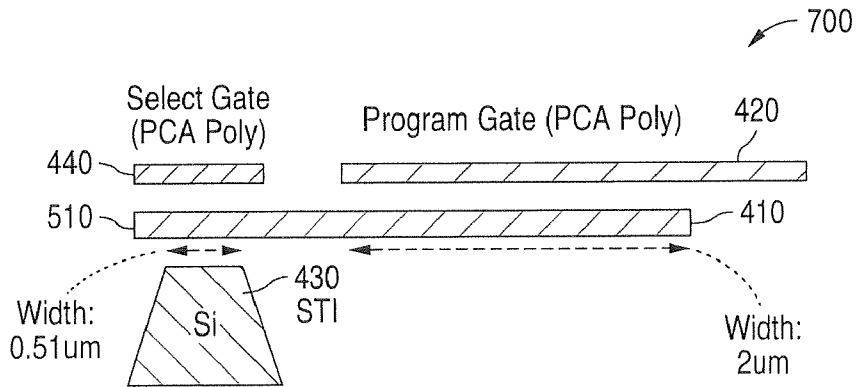 700
Select Gate
(PCA Poly)
Program Gate (PCA Poly)
420
440
510
410
430
STI
Si
Width:
0.51um
Width:
2um